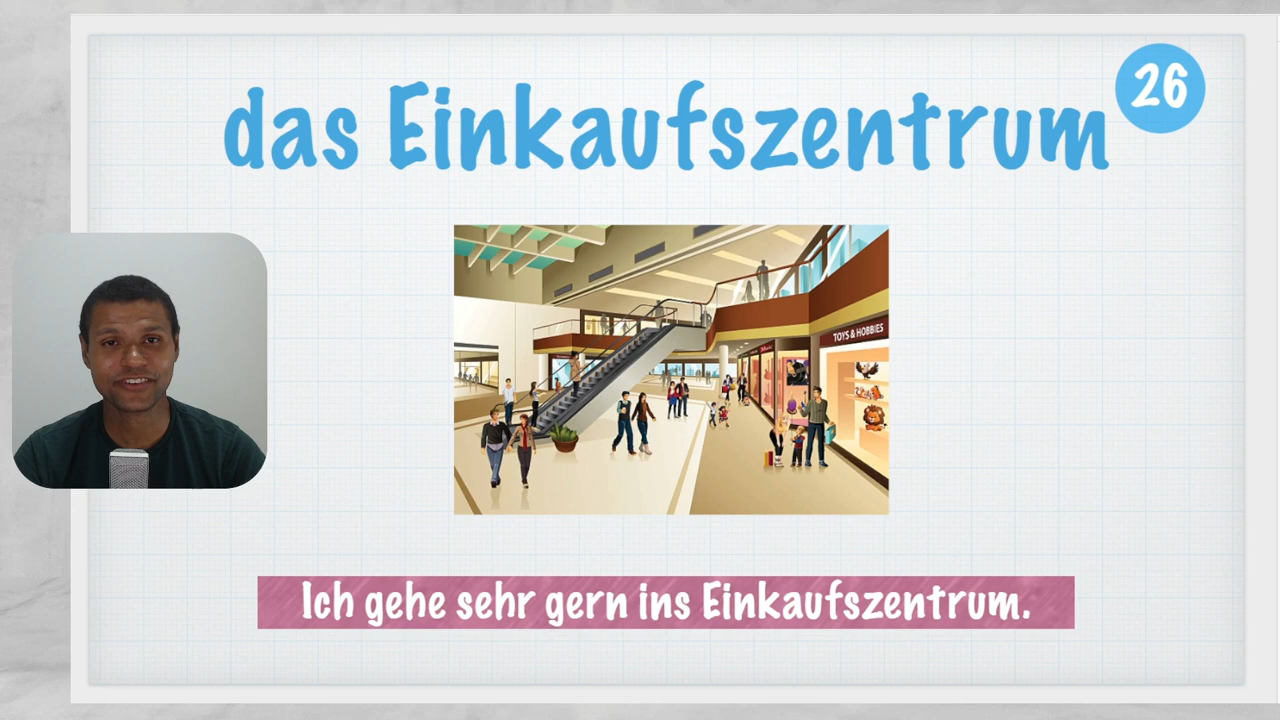 das Einkaufszentrum
26
TOYS & HOBBIES
Ich gehe sehr gern ins Einkaufszentrum.